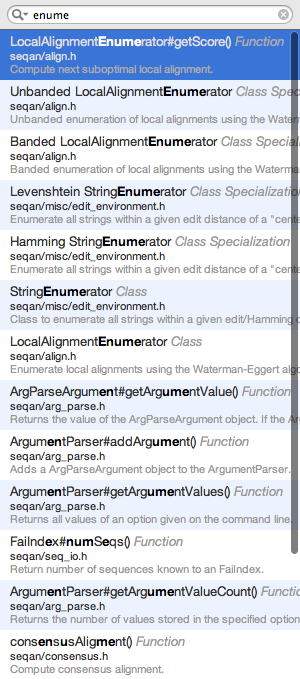 enume
LocalAlignmentEnumerator#getScore() Function
seqan/align.h
Compute next suboptimal local alignment.
Unbanded LocalAlignmentEnumerator Class Speci
seqan/align.h
Unbanded enumeration of local alignments using the Waterm
Banded LocalAlignmentEnumerator Class Speciali
seqan/align.h
Banded enumeration of local alignments using the Waterma
Levenshtein StringEnumerator Class Specialization
seqan/misc/edit_environment.h
Enumerate all strings within a given edit distance of a "cente
Hamming StringEnumerator Class Specialization
seqan/misc/edit_environment.h
Enumerate all strings within a given edit distance of a "cente
StringEnumerator Class
seqan/misc/edit_environment.h
Class to enumerate all strings within a given edit/Hamming d
LocalAlignmentEnumerator Class
seqan/align.h
Enumerate local alignments using the Waterman-Eggert algo
ArgParseArgument#getArgumentValue() Function
seqan/arg_parse.h
Returns the value of the ArgParseArgument object. If the Ar
ArgumentParser#addArgument() Function
seqan/arg_parse.h
Adds a ArgParseArgument object to the ArgumentParser.
ArgumentParser#getArgumentValues() Function
seqan/arg_parse.h
Returns all values of an option given on the command line.
FaiIndex#numSeqs() Function
seqan/seq_io.h
Return number of sequences known to an FaiIndex.
ArgumentParser#getArgumentValueCount() Function
seqan/arg_parse.h
Returns the number of values stored in the specified option
consensusAlignment() Function
seqan/consensus.h
Compute consensus alignment.